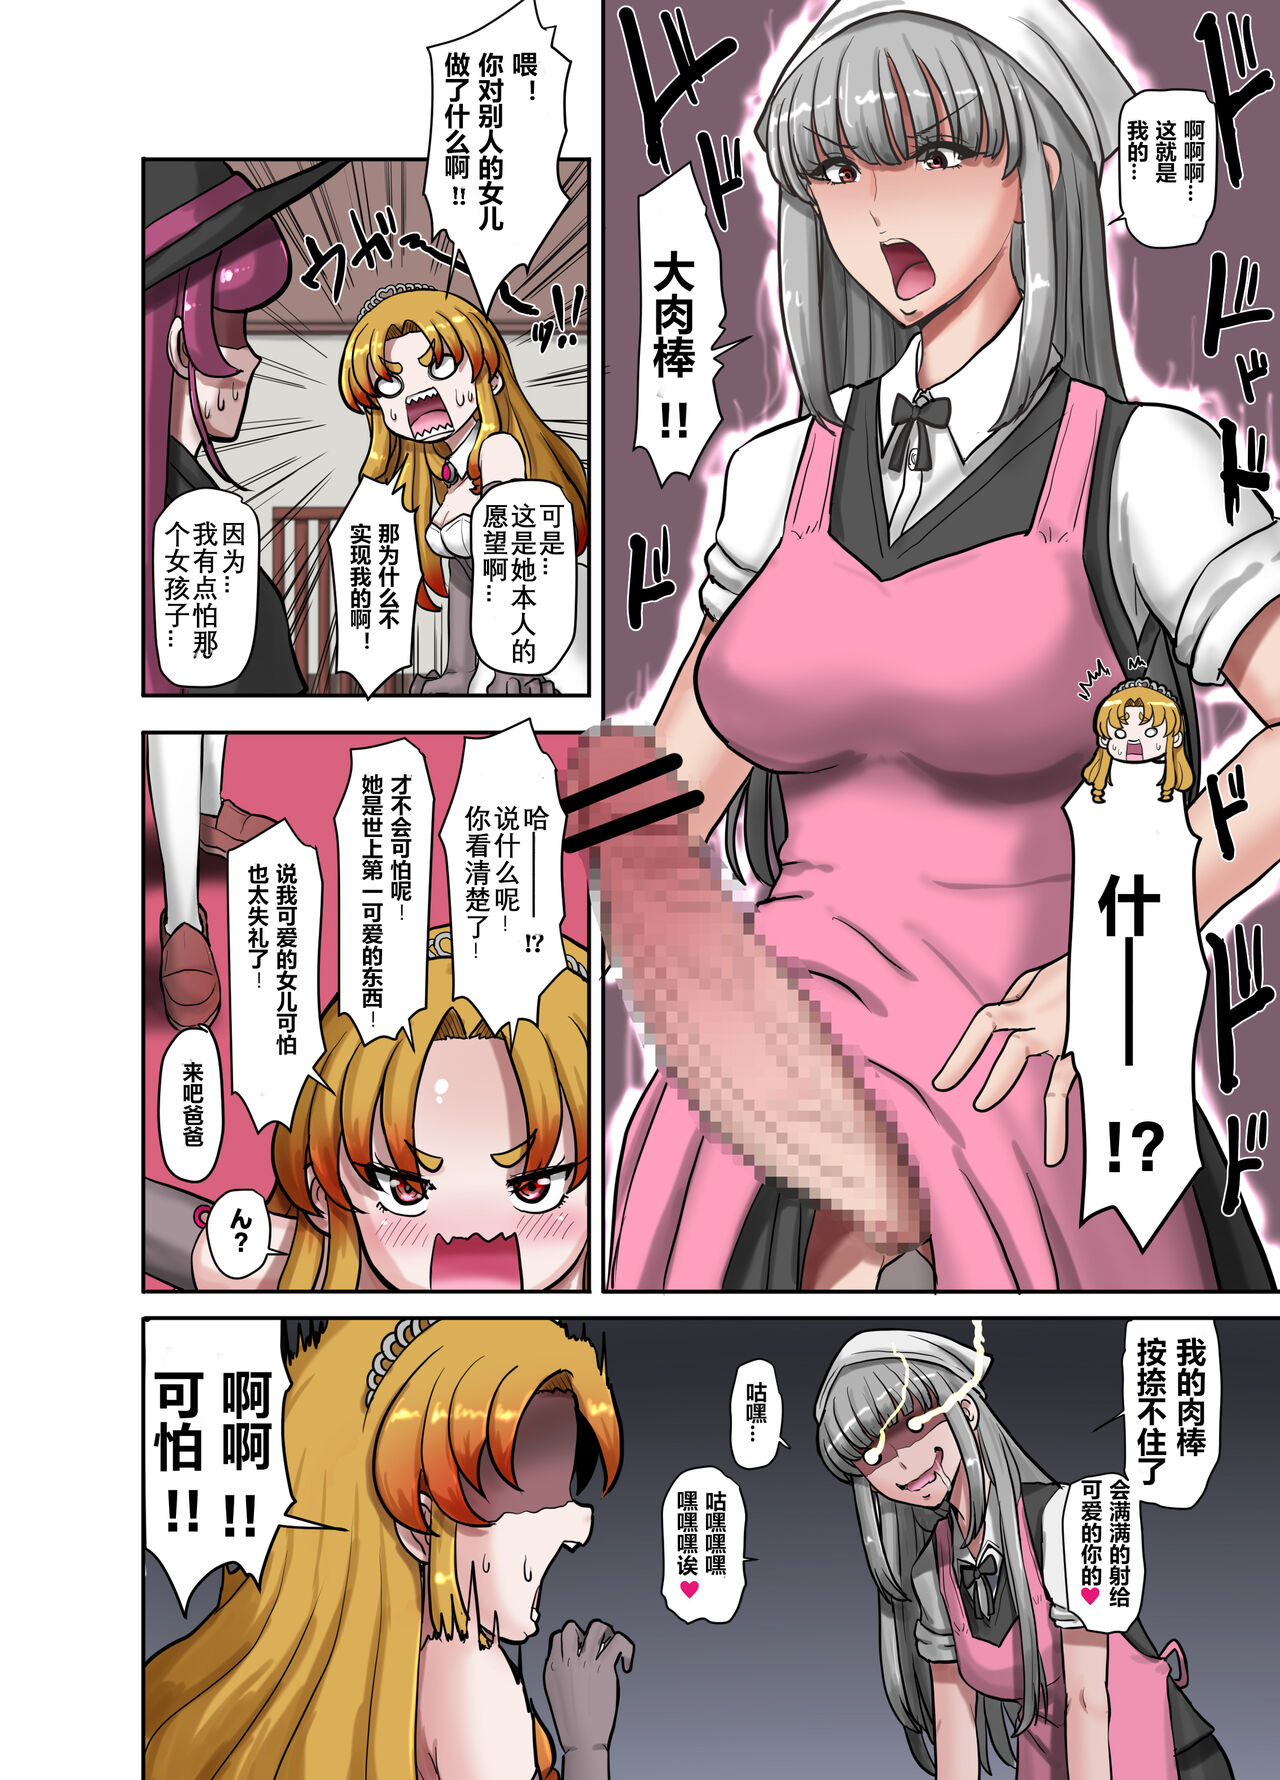 啊啊啊…
这就是
我的…
大肉棒!!
什——!?
喂！
你对别人的女儿
做了什么啊!!
ウガーーーッ!!
可是…
这是她本人的
愿望啊…
那为什么不
实现我的啊！
因为…
我有点怕那
个女孩子…
哈——!?
说什么呢！
你看清楚了！
才不会可怕呢！
她是世上第一可爱的东西！
说我可爱的女儿可怕
也太失礼了！
来吧爸爸
ん?
我的肉棒
按捺不住了
会满满的射给
可爱的你的♥
咕嘿…
咕嘿嘿嘿
嘿嘿嘿诶♥
啊啊!!
可怕!!